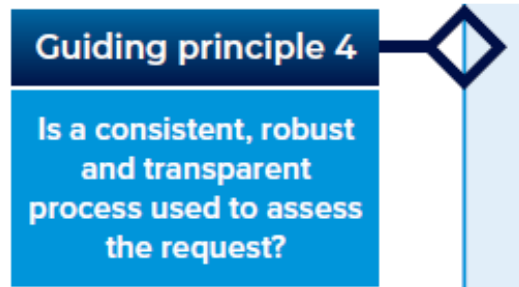 Guiding principle 4
Is a consistent, robust
and transparent
process used to assess
the request?